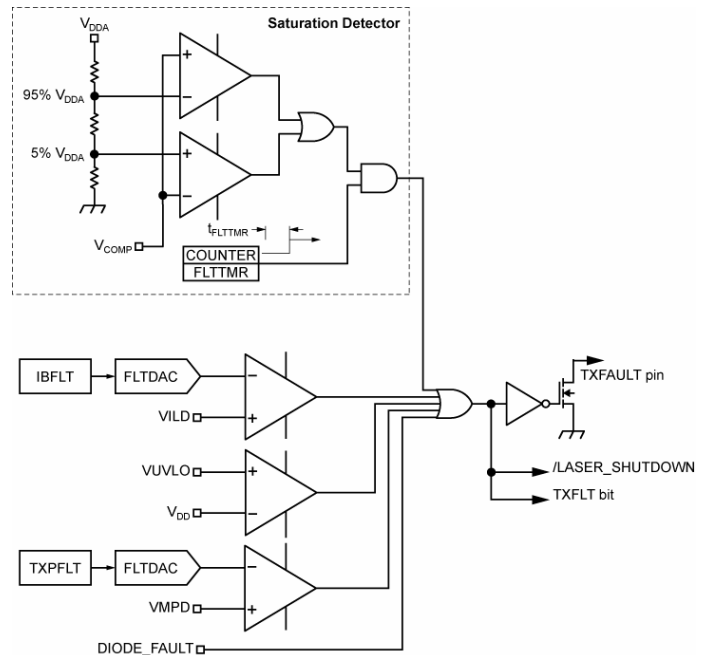 V_DDA
Saturation Detector
+
95% V_DDA
−
5% V_DDA
+
−
t_FLTTMR
V_COMP
COUNTER
FLTTMR
IBFLT
FLTDAC
−
TXFAULT pin
VILD
+
VUVLO
+
/LASER_SHUTDOWN
V_DD
−
TXFLT bit
TXPFLT
FLTDAC
−
VMPD
+
DIODE_FAULT